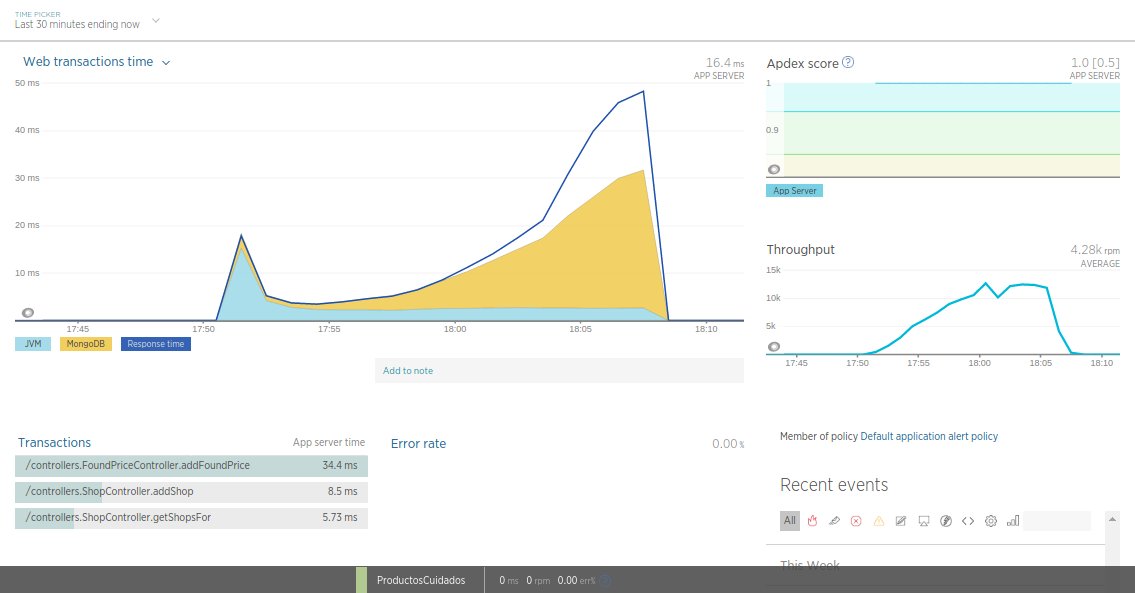 TIME PICKER
Last 30 minutes ending now
Web transactions time
16.4 ms
APP SERVER
50 ms
40 ms
30 ms
20 ms
10 ms
17:45
17:50
17:55
18:00
18:05
18:10
JVM
MongoDB
Response time
Add to note
Apdex score ?
1.0 [0.5]
APP SERVER
1
0.9
App Server
Throughput
4.28k rpm
AVERAGE
15k
10k
5k
17:45
17:50
17:55
18:00
18:05
18:10
Transactions
App server time
/controllers.FoundPriceController.addFoundPrice
34.4 ms
/controllers.ShopController.addShop
8.5 ms
/controllers.ShopController.getShopsFor
5.73 ms
Error rate
0.00 %
Member of policy Default application alert policy
Recent events
All
This Week
ProductosCuidados
0 ms 0 rpm 0.00 err%